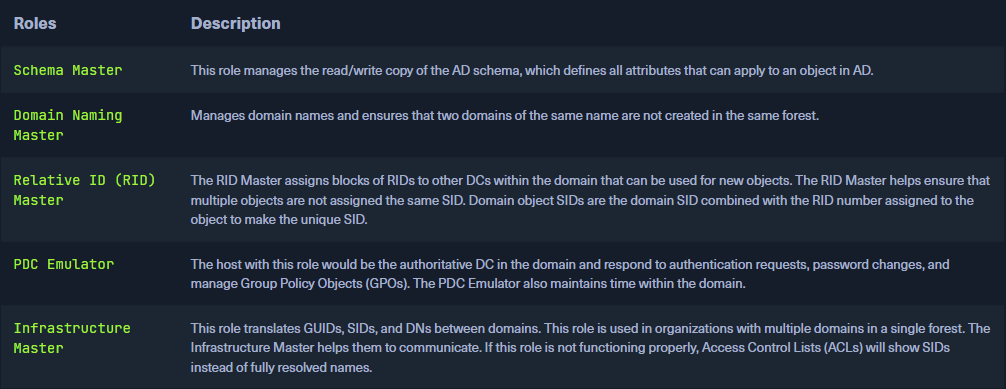 Roles Description
Schema Master This role manages the read/write copy of the AD schema, which defines all attributes that can apply to an object in AD.
Domain Naming Manages domain names and ensures that two domains of the same name are not created in the same forest.
Master
Relative ID (RID) The RID Master assigns blocks of RIDs to other DCs within the domain that can be used for new objects. The RID Master helps ensure that
Master multiple objects are not assigned the same SID. Domain object SIDs are the domain SID combined with the RID number assigned to the
object to make the unique SID.
PDC Emulator The host with this role would be the authoritative DC in the domain and respond to authentication requests, password changes, and
manage Group Policy Objects (GPOs). The PDC Emulator also maintains time within the domain.
Infrastructure This role translates GUIDs, SIDs, and DNs between domains. This role is used in organizations with multiple domains in a single forest. The
Master Infrastructure Master helps them to communicate. If this role is not functioning properly, Access Control Lists (ACLs) will show SIDs
instead of fully resolved names.